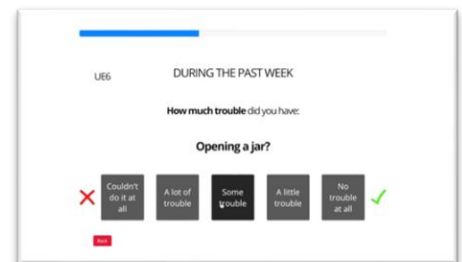 UE6
DURING THE PAST WEEK
How much trouble did you have:
Opening a jar?
Couldn't
do it at
all
A lot of
trouble
Some
trouble
A little
trouble
No
trouble
at all
Back